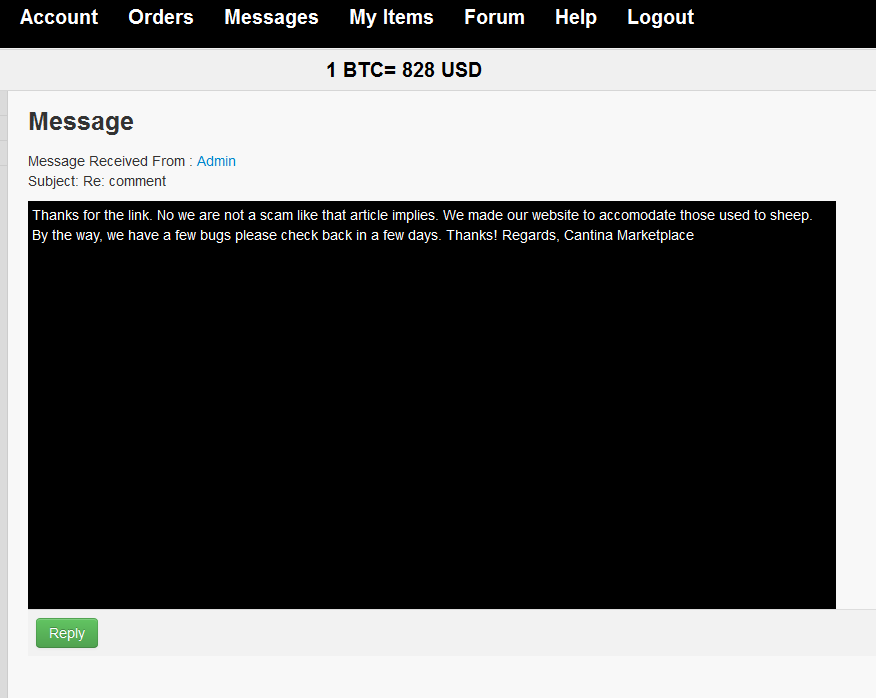 Account Orders Messages My Items Forum Help Logout
1 BTC= 828 USD
Message
Message Received From : Admin
Subject: Re: comment
Thanks for the link. No we are not a scam like that article implies. We made our website to accomodate those used to sheep.
By the way, we have a few bugs please check back in a few days. Thanks! Regards, Cantina Marketplace
Reply